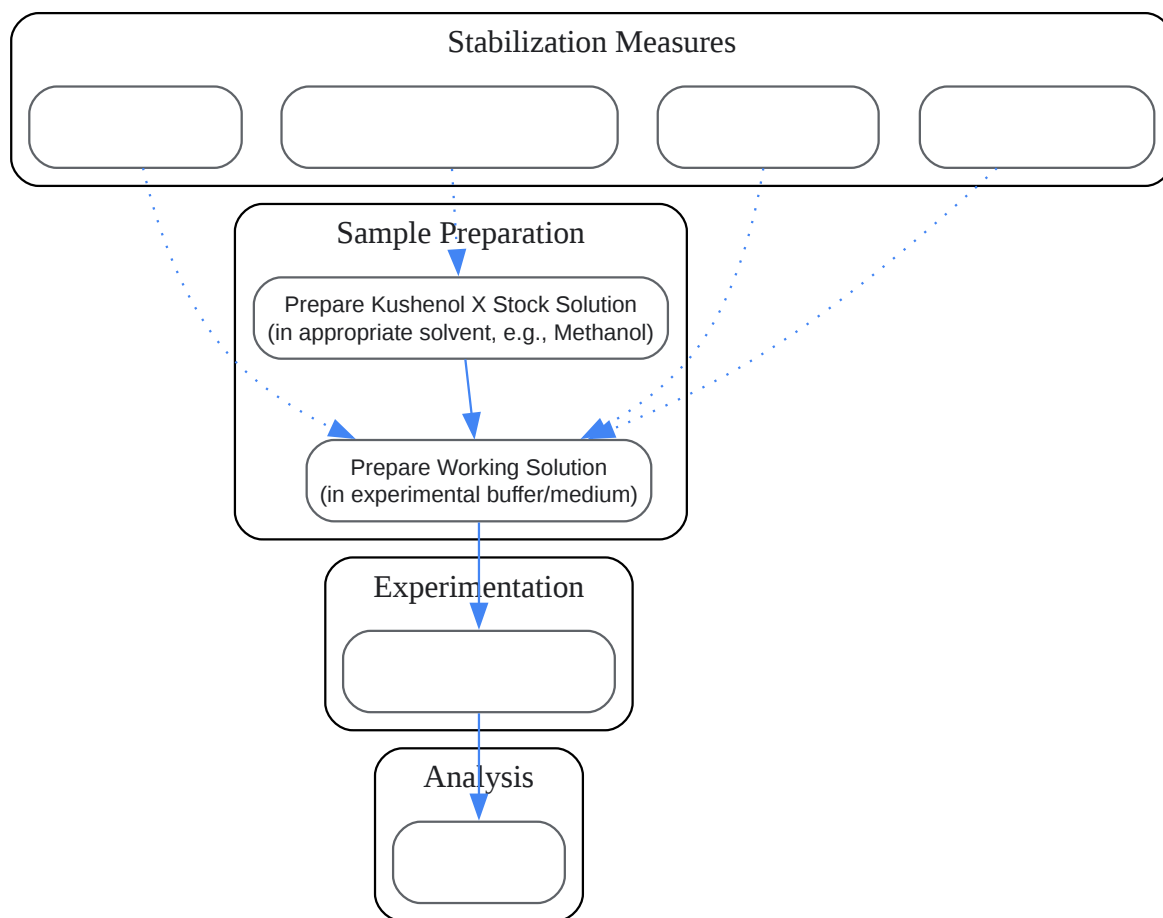 Stabilization Measures
Sample Preparation
Prepare Kushenol X Stock Solution
(in appropriate solvent, e.g., Methanol)
Prepare Working Solution
(in experimental buffer/medium)
Experimentation
Analysis